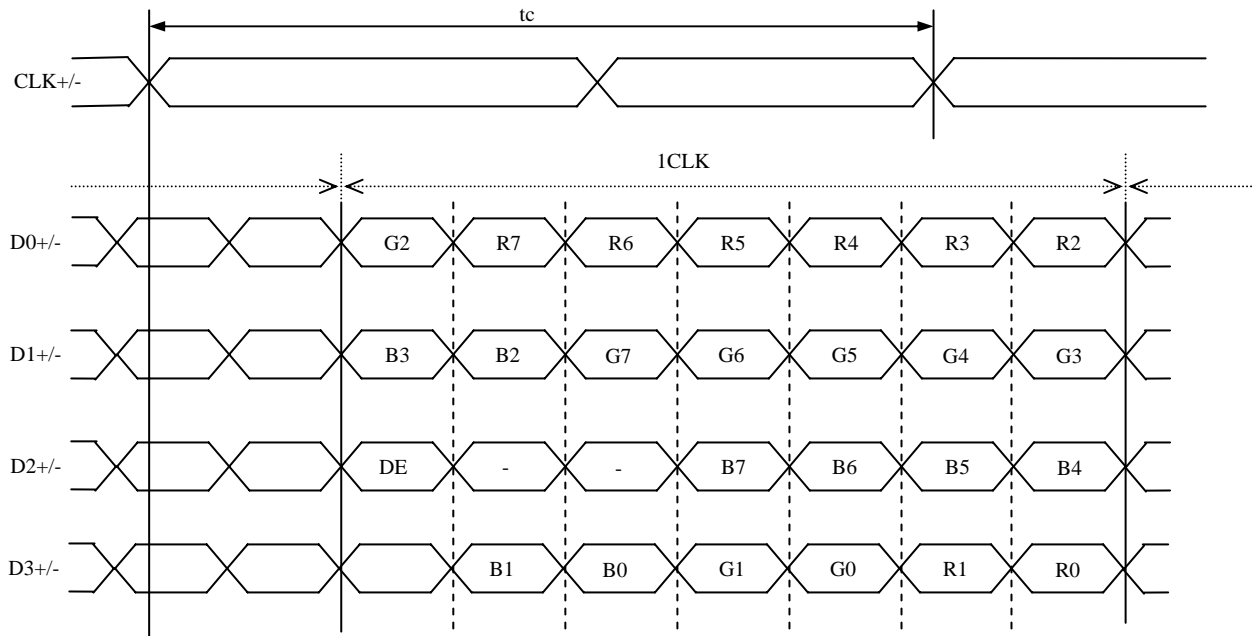 tc
CLK+/-
1CLK
D0+/- G2 R7 R6 R5 R4 R3 R2
D1+/- B3 B2 G7 G6 G5 G4 G3
D2+/- DE - - B7 B6 B5 B4
D3+/- B1 B0 G1 G0 R1 R0